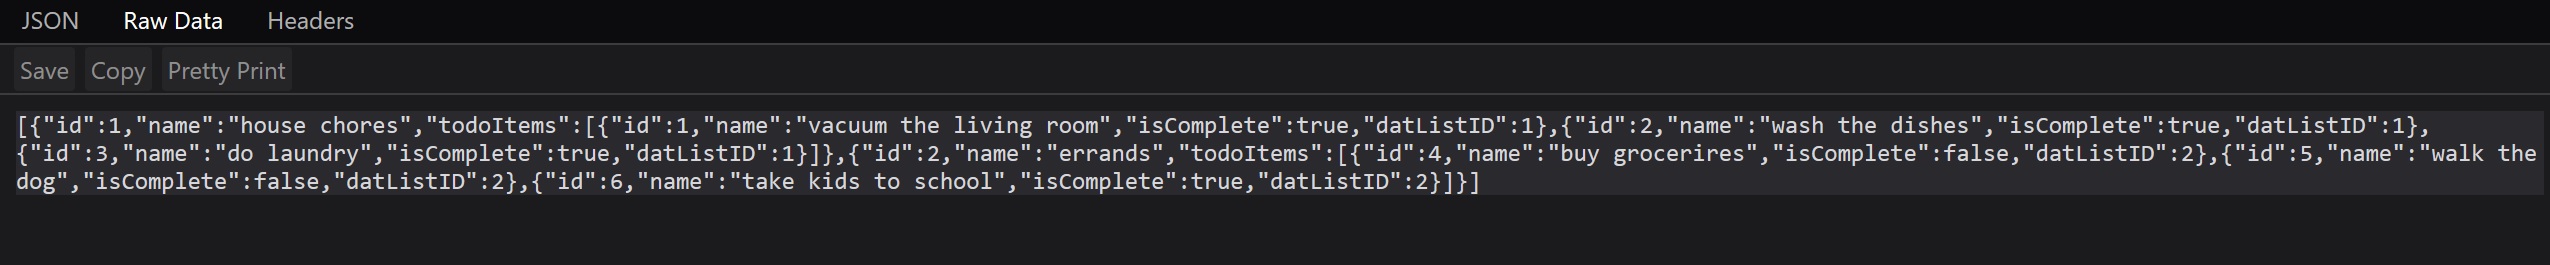 JSON Raw Data Headers
Save Copy Pretty Print
[{"id":1,"name":"house chores","todoItems":[{"id":1,"name":"vacuum the living room","isComplete":true,"datListID":1},{"id":2,"name":"wash the dishes","isComplete":true,"datListID":1},
{"id":3,"name":"do laundry","isComplete":true,"datListID":1}]},{"id":2,"name":"errands","todoItems":[{"id":4,"name":"buy grocerires","isComplete":false,"datListID":2},{"id":5,"name":"walk the
dog","isComplete":false,"datListID":2},{"id":6,"name":"take kids to school","isComplete":true,"datListID":2}]}]